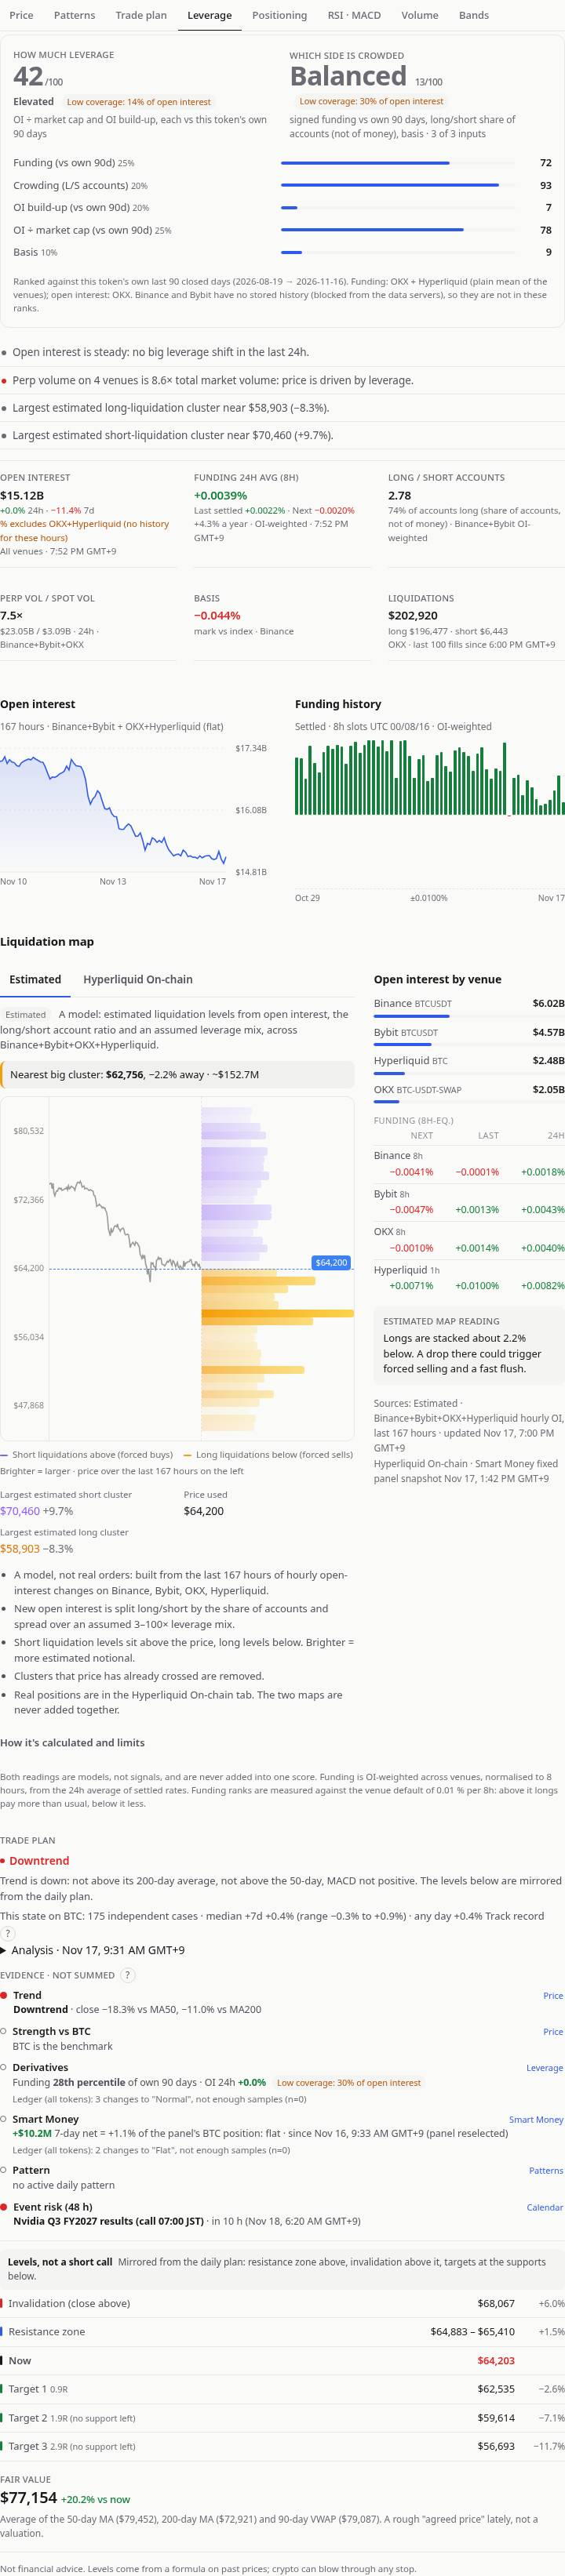 Price Patterns Trade plan Leverage Positioning RSI · MACD Volume Bands
HOW MUCH LEVERAGE
42 /100
Elevated Low coverage: 14% of open interest
OI ÷ market cap and OI build-up, each vs this token's own
90 days
WHICH SIDE IS CROWDED
Balanced 13/100
Low coverage: 30% of open interest
signed funding vs own 90 days, long/short share of
accounts (not of money), basis · 3 of 3 inputs
Funding (vs own 90d) 25% 72
Crowding (L/S accounts) 20% 93
OI build-up (vs own 90d) 20% 7
OI ÷ market cap (vs own 90d) 25% 78
Basis 10% 9
Ranked against this token's own last 90 closed days (2026-08-19 → 2026-11-16). Funding: OKX + Hyperliquid (plain mean of the
venues); open interest: OKX. Binance and Bybit have no stored history (blocked from the data servers), so they are not in these
ranks.
Open interest is steady: no big leverage shift in the last 24h.
Perp volume on 4 venues is 8.6× total market volume: price is driven by leverage.
Largest estimated long-liquidation cluster near $58,903 (−8.3%).
Largest estimated short-liquidation cluster near $70,460 (+9.7%).
OPEN INTEREST
$15.12B
+0.0% 24h · −11.4% 7d
% excludes OKX+Hyperliquid (no history
for these hours)
All venues · 7:52 PM GMT+9
FUNDING 24H AVG (8H)
+0.0039%
Last settled +0.0022% · Next −0.0020%
+4.3% a year · OI-weighted · 7:52 PM
GMT+9
LONG / SHORT ACCOUNTS
2.78
74% of accounts long (share of accounts,
not of money) · Binance+Bybit OI-
weighted
PERP VOL / SPOT VOL
7.5×
$23.05B / $3.09B · 24h ·
Binance+Bybit+OKX
BASIS
−0.044%
mark vs index · Binance
LIQUIDATIONS
$202,920
long $196,477 · short $6,443
OKX · last 100 fills since 6:00 PM GMT+9
Open interest
167 hours · Binance+Bybit + OKX+Hyperliquid (flat)
$17.34B
$16.08B
$14.81B
Nov 10 Nov 13 Nov 17
Funding history
Settled · 8h slots UTC 00/08/16 · OI-weighted
Oct 29 ±0.0100% Nov 17
Liquidation map
Estimated Hyperliquid On-chain
Estimated A model: estimated liquidation levels from open interest, the
long/short account ratio and an assumed leverage mix, across
Binance+Bybit+OKX+Hyperliquid.
Nearest big cluster: $62,756, −2.2% away · ~$152.7M
$80,532
$72,366
$64,200
$64,200
$56,034
$47,868
Short liquidations above (forced buys) Long liquidations below (forced sells)
Brighter = larger · price over the last 167 hours on the left
Largest estimated short cluster
$70,460 +9.7%
Price used
$64,200
Largest estimated long cluster
$58,903 −8.3%
A model, not real orders: built from the last 167 hours of hourly open-
interest changes on Binance, Bybit, OKX, Hyperliquid.
New open interest is split long/short by the share of accounts and
spread over an assumed 3–100× leverage mix.
Short liquidation levels sit above the price, long levels below. Brighter =
more estimated notional.
Clusters that price has already crossed are removed.
Real positions are in the Hyperliquid On-chain tab. The two maps are
never added together.
Open interest by venue
Binance BTCUSDT $6.02B
Bybit BTCUSDT $4.57B
Hyperliquid BTC $2.48B
OKX BTC-USDT-SWAP $2.05B
FUNDING (8H-EQ.)
NEXT LAST 24H
Binance 8h
−0.0041% −0.0001% +0.0018%
Bybit 8h
−0.0047% +0.0013% +0.0043%
OKX 8h
−0.0010% +0.0014% +0.0040%
Hyperliquid 1h
+0.0071% +0.0100% +0.0082%
ESTIMATED MAP READING
Longs are stacked about 2.2%
below. A drop there could trigger
forced selling and a fast flush.
Sources: Estimated ·
Binance+Bybit+OKX+Hyperliquid hourly OI,
last 167 hours · updated Nov 17, 7:00 PM
GMT+9
Hyperliquid On-chain · Smart Money fixed
panel snapshot Nov 17, 1:42 PM GMT+9
How it's calculated and limits
Both readings are models, not signals, and are never added into one score. Funding is OI-weighted across venues, normalised to 8
hours, from the 24h average of settled rates. Funding ranks are measured against the venue default of 0.01 % per 8h: above it longs
pay more than usual, below it less.
TRADE PLAN
Downtrend
Trend is down: not above its 200-day average, not above the 50-day, MACD not positive. The levels below are mirrored
from the daily plan.
This state on BTC: 175 independent cases · median +7d +0.4% (range −0.3% to +0.9%) · any day +0.4% Track record
?
Analysis · Nov 17, 9:31 AM GMT+9
EVIDENCE · NOT SUMMED ?
Trend Price
Downtrend · close −18.3% vs MA50, −11.0% vs MA200
Strength vs BTC Price
BTC is the benchmark
Derivatives Leverage
Funding 28th percentile of own 90 days · OI 24h +0.0% Low coverage: 30% of open interest
Ledger (all tokens): 3 changes to "Normal", not enough samples (n=0)
Smart Money Smart Money
+$10.2M 7-day net = +1.1% of the panel's BTC position: flat · since Nov 16, 9:33 AM GMT+9 (panel reselected)
Ledger (all tokens): 2 changes to "Flat", not enough samples (n=0)
Pattern Patterns
no active daily pattern
Event risk (48 h) Calendar
Nvidia Q3 FY2027 results (call 07:00 JST) · in 10 h (Nov 18, 6:20 AM GMT+9)
Levels, not a short call Mirrored from the daily plan: resistance zone above, invalidation above it, targets at the supports
below.
Invalidation (close above) $68,067 +6.0%
Resistance zone $64,883 – $65,410 +1.5%
Now $64,203
Target 1 0.9R $62,535 −2.6%
Target 2 1.9R (no support left) $59,614 −7.1%
Target 3 2.9R (no support left) $56,693 −11.7%
FAIR VALUE
$77,154 +20.2% vs now
Average of the 50-day MA ($79,452), 200-day MA ($72,921) and 90-day VWAP ($79,087). A rough "agreed price" lately, not a
valuation.
Not financial advice. Levels come from a formula on past prices; crypto can blow through any stop.